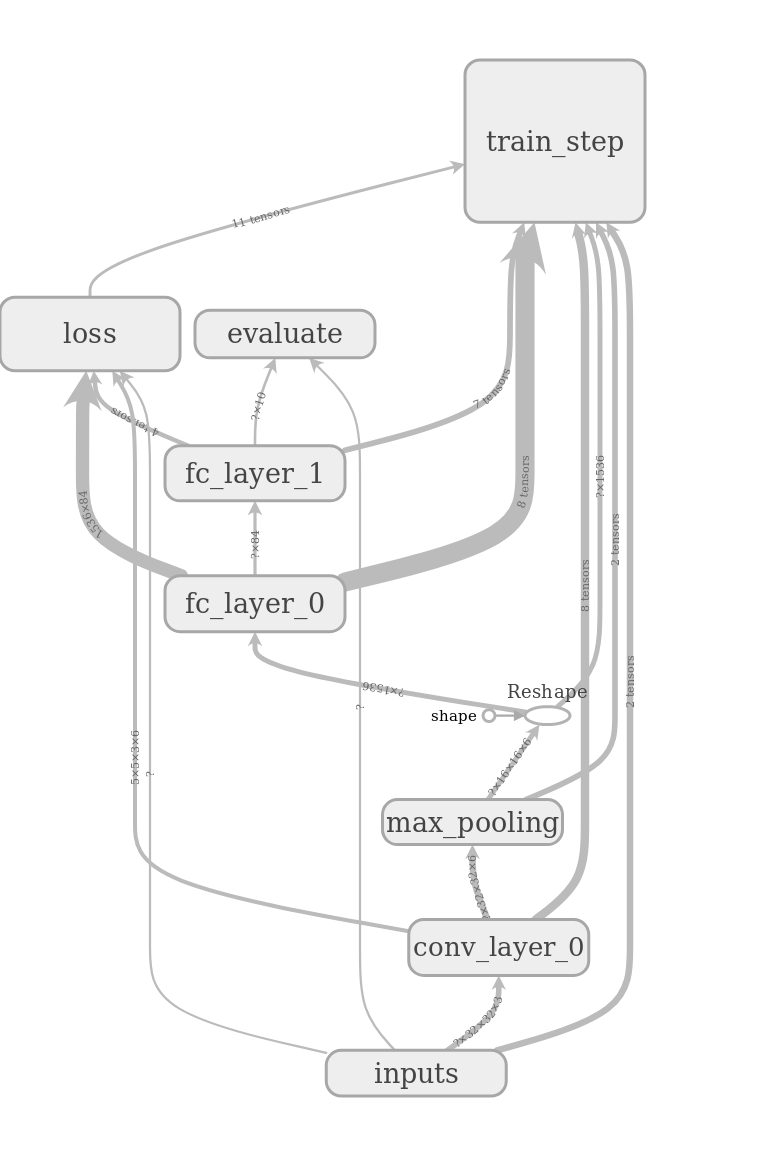 train_step
11 tensors
loss
evaluate
7 tensors
?×10
4 tensors
fc_layer_1
8 tensors
?×1536
1536×84
2 tensors
?×84
8 tensors
fc_layer_0
2 tensors
?×1536
Reshape
?
shape
5×5×3×6
?×16×16×6
?
max_pooling
?×32×32×6
conv_layer_0
?×32×32×3
inputs